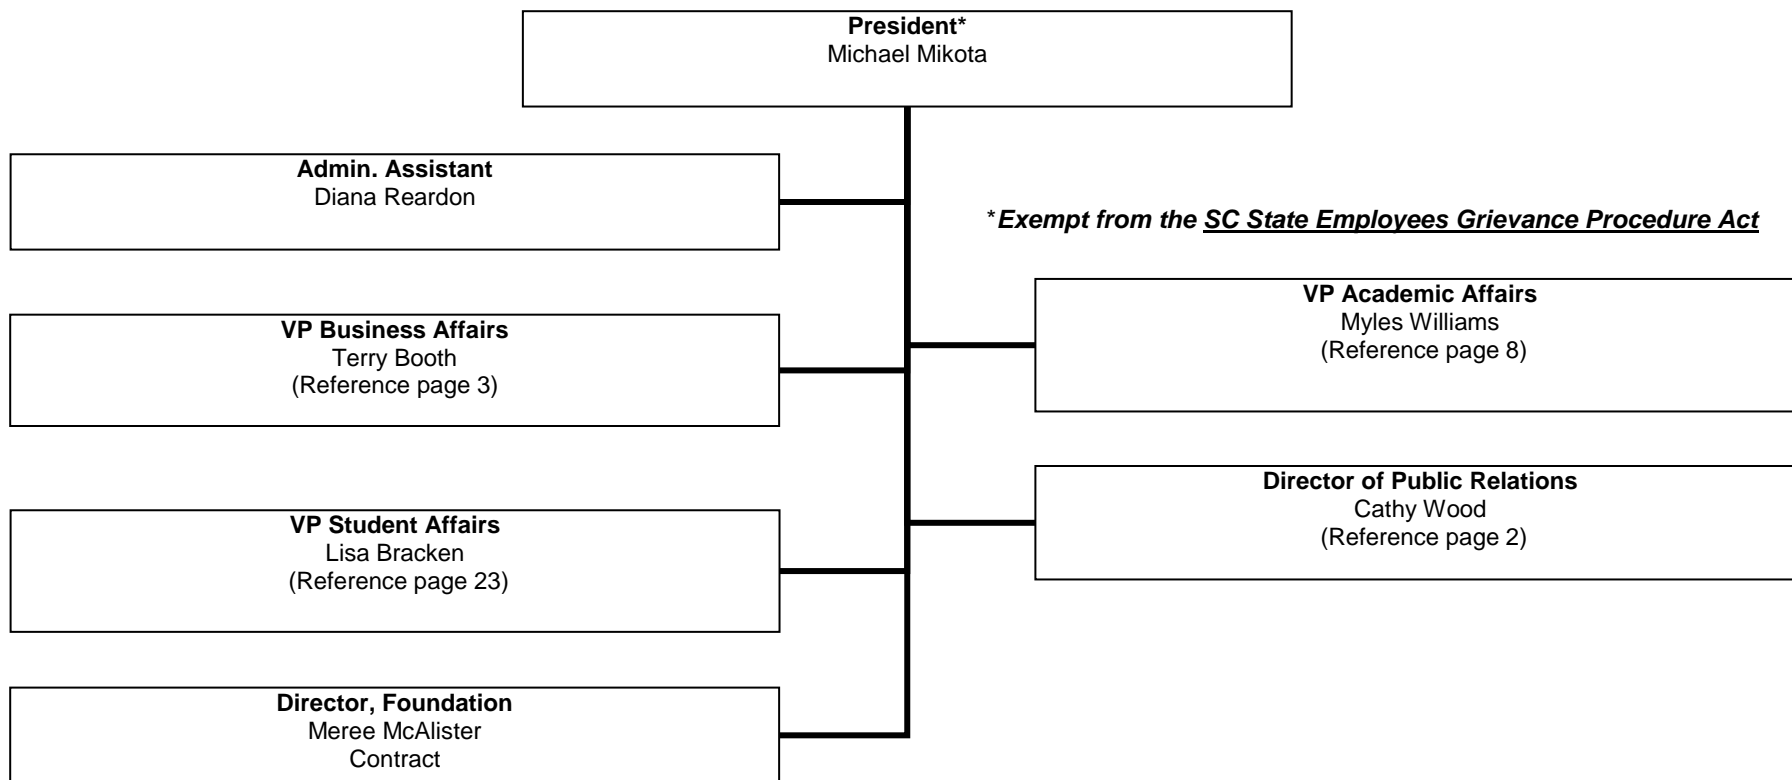 President*
Michael Mikota
Admin. Assistant
Diana Reardon
*Exempt from the SC State Employees Grievance Procedure Act
VP Business Affairs
Terry Booth
(Reference page 3)
VP Academic Affairs
Myles Williams
(Reference page 8)
VP Student Affairs
Lisa Bracken
(Reference page 23)
Director of Public Relations
Cathy Wood
(Reference page 2)
Director, Foundation
Meree McAlister
Contract